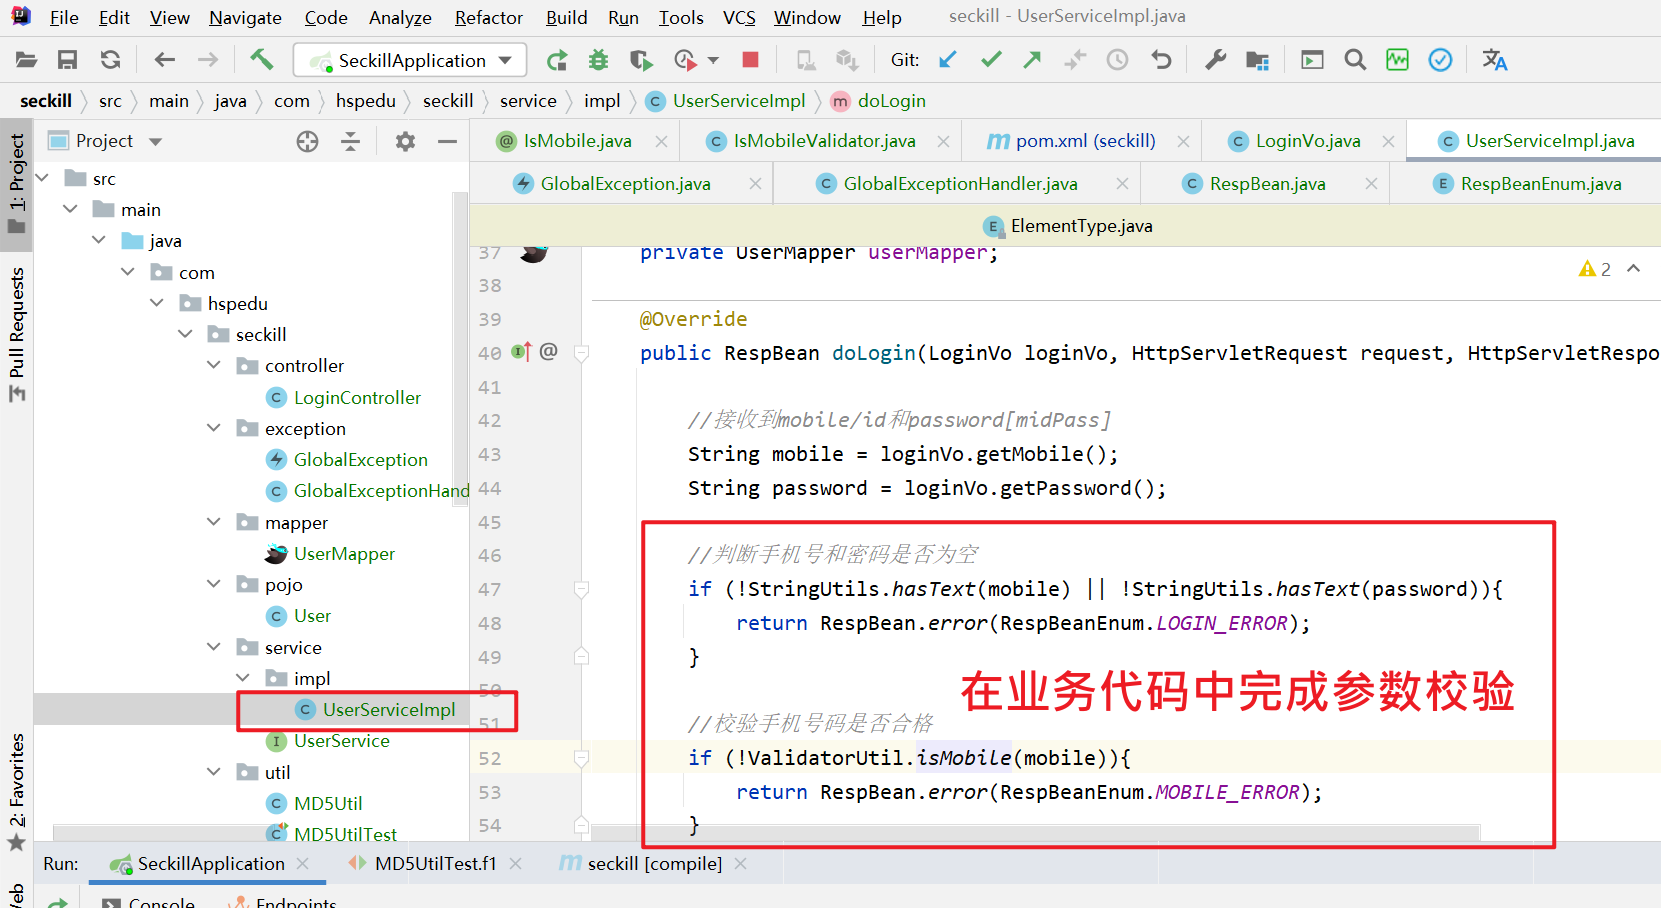 File Edit View Navigate Code Analyze Refactor Build Run Tools VCS Window Help seckill - UserServiceImpl.java
SeckillApplication Git:
seckill src main java com hspedu seckill service impl UserServiceImpl doLogin
Project
IsMobile.java IsMobileValidator.java pom.xml (seckill) LoginVo.java UserServiceImpl.java
GlobalException.java GlobalExceptionHandler.java RespBean.java RespBeanEnum.java
ElementType.java
1: Project
Pull Requests
2: Favorites
src
main
java
com
hspedu
seckill
controller
LoginController
exception
GlobalException
GlobalExceptionHand
mapper
UserMapper
pojo
User
service
impl
UserServiceImpl
UserService
util
MD5Util
MD5UtilTest
2
37 private UserMapper userMapper;
38
39 @Override
40 public RespBean doLogin(LoginVo loginVo, HttpServletRequest request, HttpServletRespo
41
42 //接收到mobile/id和password[midPass]
43 String mobile = loginVo.getMobile();
44 String password = loginVo.getPassword();
45
46 //判断手机号和密码是否为空
47 if (!StringUtils.hasText(mobile) || !StringUtils.hasText(password)){
48 return RespBean.error(RespBeanEnum.LOGIN_ERROR);
49 }
50
在业务代码中完成参数校验
51 //校验手机号码是否合格
52 if (!ValidatorUtil.isMobile(mobile)){
53 return RespBean.error(RespBeanEnum.MOBILE_ERROR);
54 }
Run: SeckillApplication MD5UtilTest.f1 seckill [compile]
Console Endpoints